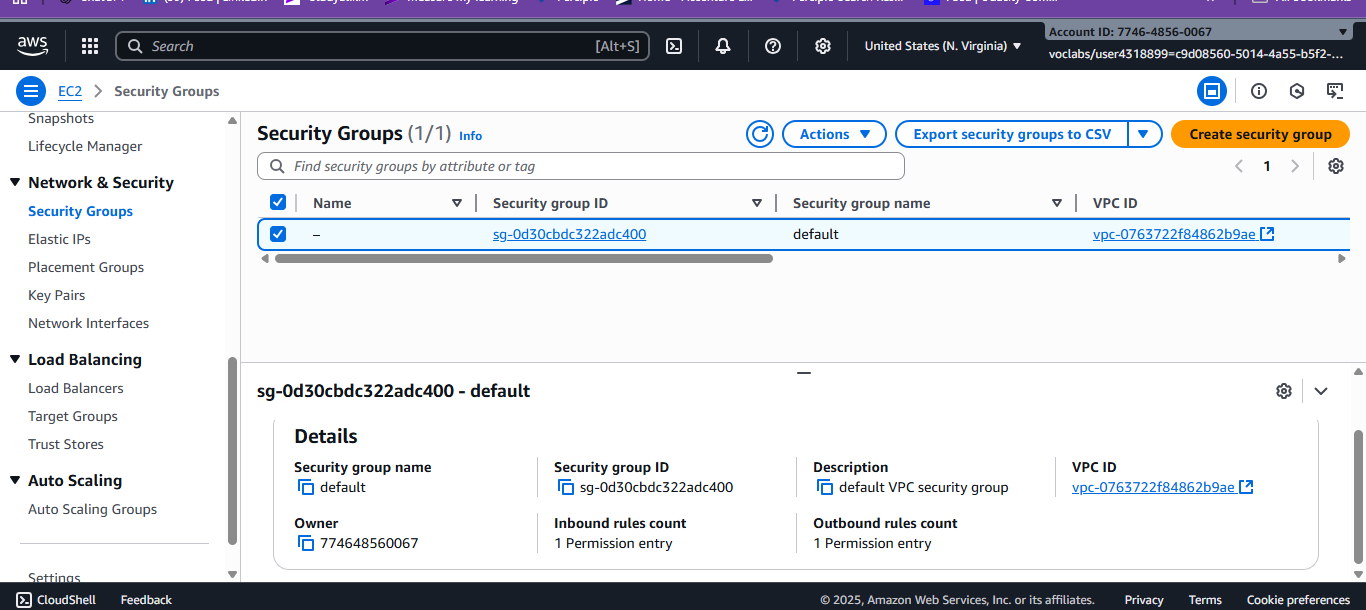 aws
Search [Alt+S]
United States (N. Virginia)
Account ID: 7746-4856-0067
voclabs/user4318899=c9d08560-5014-4a55-b5f2-...
EC2 Security Groups
Snapshots
Lifecycle Manager
Network & Security
Security Groups
Elastic IPs
Placement Groups
Key Pairs
Network Interfaces
Load Balancing
Load Balancers
Target Groups
Trust Stores
Auto Scaling
Auto Scaling Groups
Settings
Security Groups (1/1) Info
Actions
Export security groups to CSV
Create security group
Find security groups by attribute or tag
1
Name Security group ID Security group name VPC ID
– sg-0d30cbdc322adc400 default vpc-0763722f84862b9ae
sg-0d30cbdc322adc400 - default
Details
Security group name Security group ID Description VPC ID
default sg-0d30cbdc322adc400 default VPC security group vpc-0763722f84862b9ae
Owner Inbound rules count Outbound rules count
774648560067 1 Permission entry 1 Permission entry
CloudShell Feedback © 2025, Amazon Web Services, Inc. or its affiliates. Privacy Terms Cookie preferences